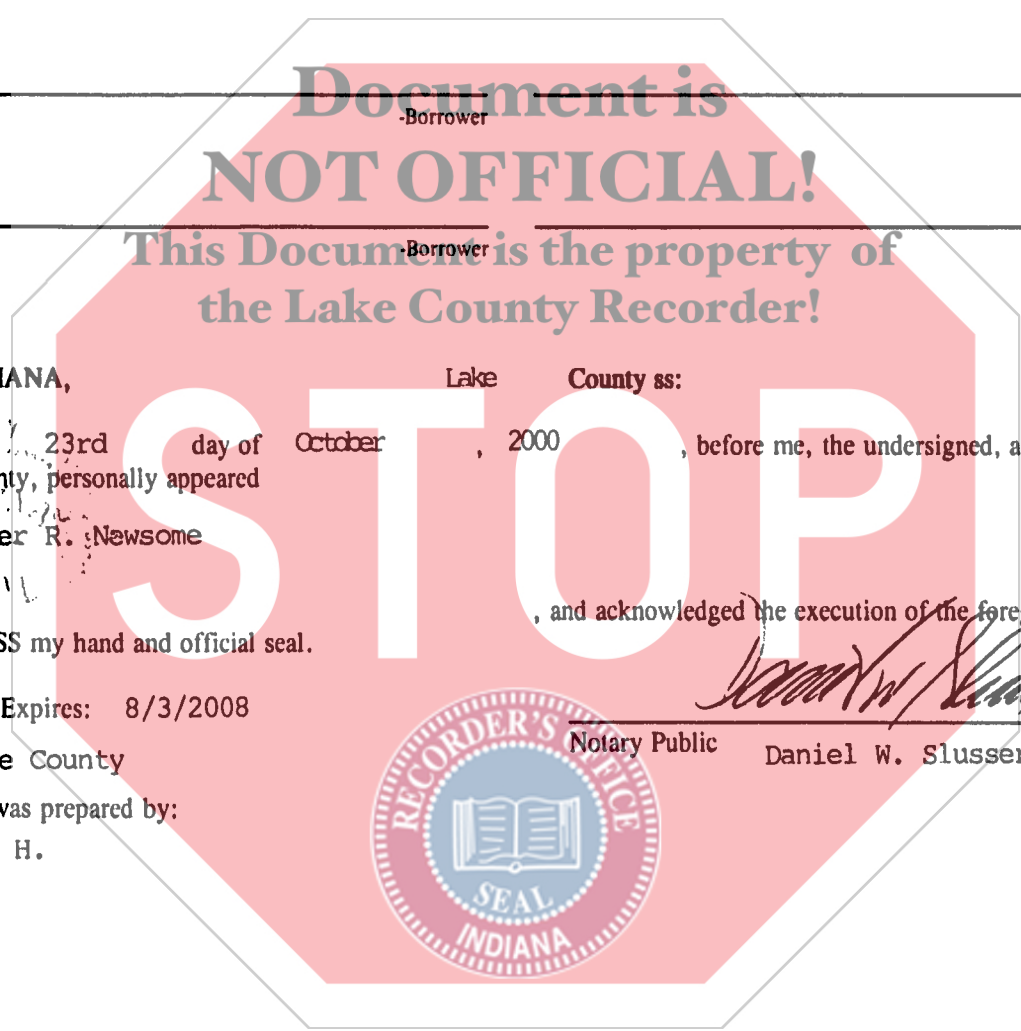 Document is
-Borrower
NOT OFFICIAL!
-Borrower
This Document is the property of
the Lake County Recorder!
IANA, Lake County ss:
23rd day of October , 2000 , before me, the undersigned, a
nty, personally appeared
er R. Newsome
, and acknowledged the execution of the fore
SS my hand and official seal.
STOP
Expires: 8/3/2008
Notary Public Daniel W. Slusser
e County
was prepared by:
H.
RECORDER'S OFFICE
SEAL
INDIANA